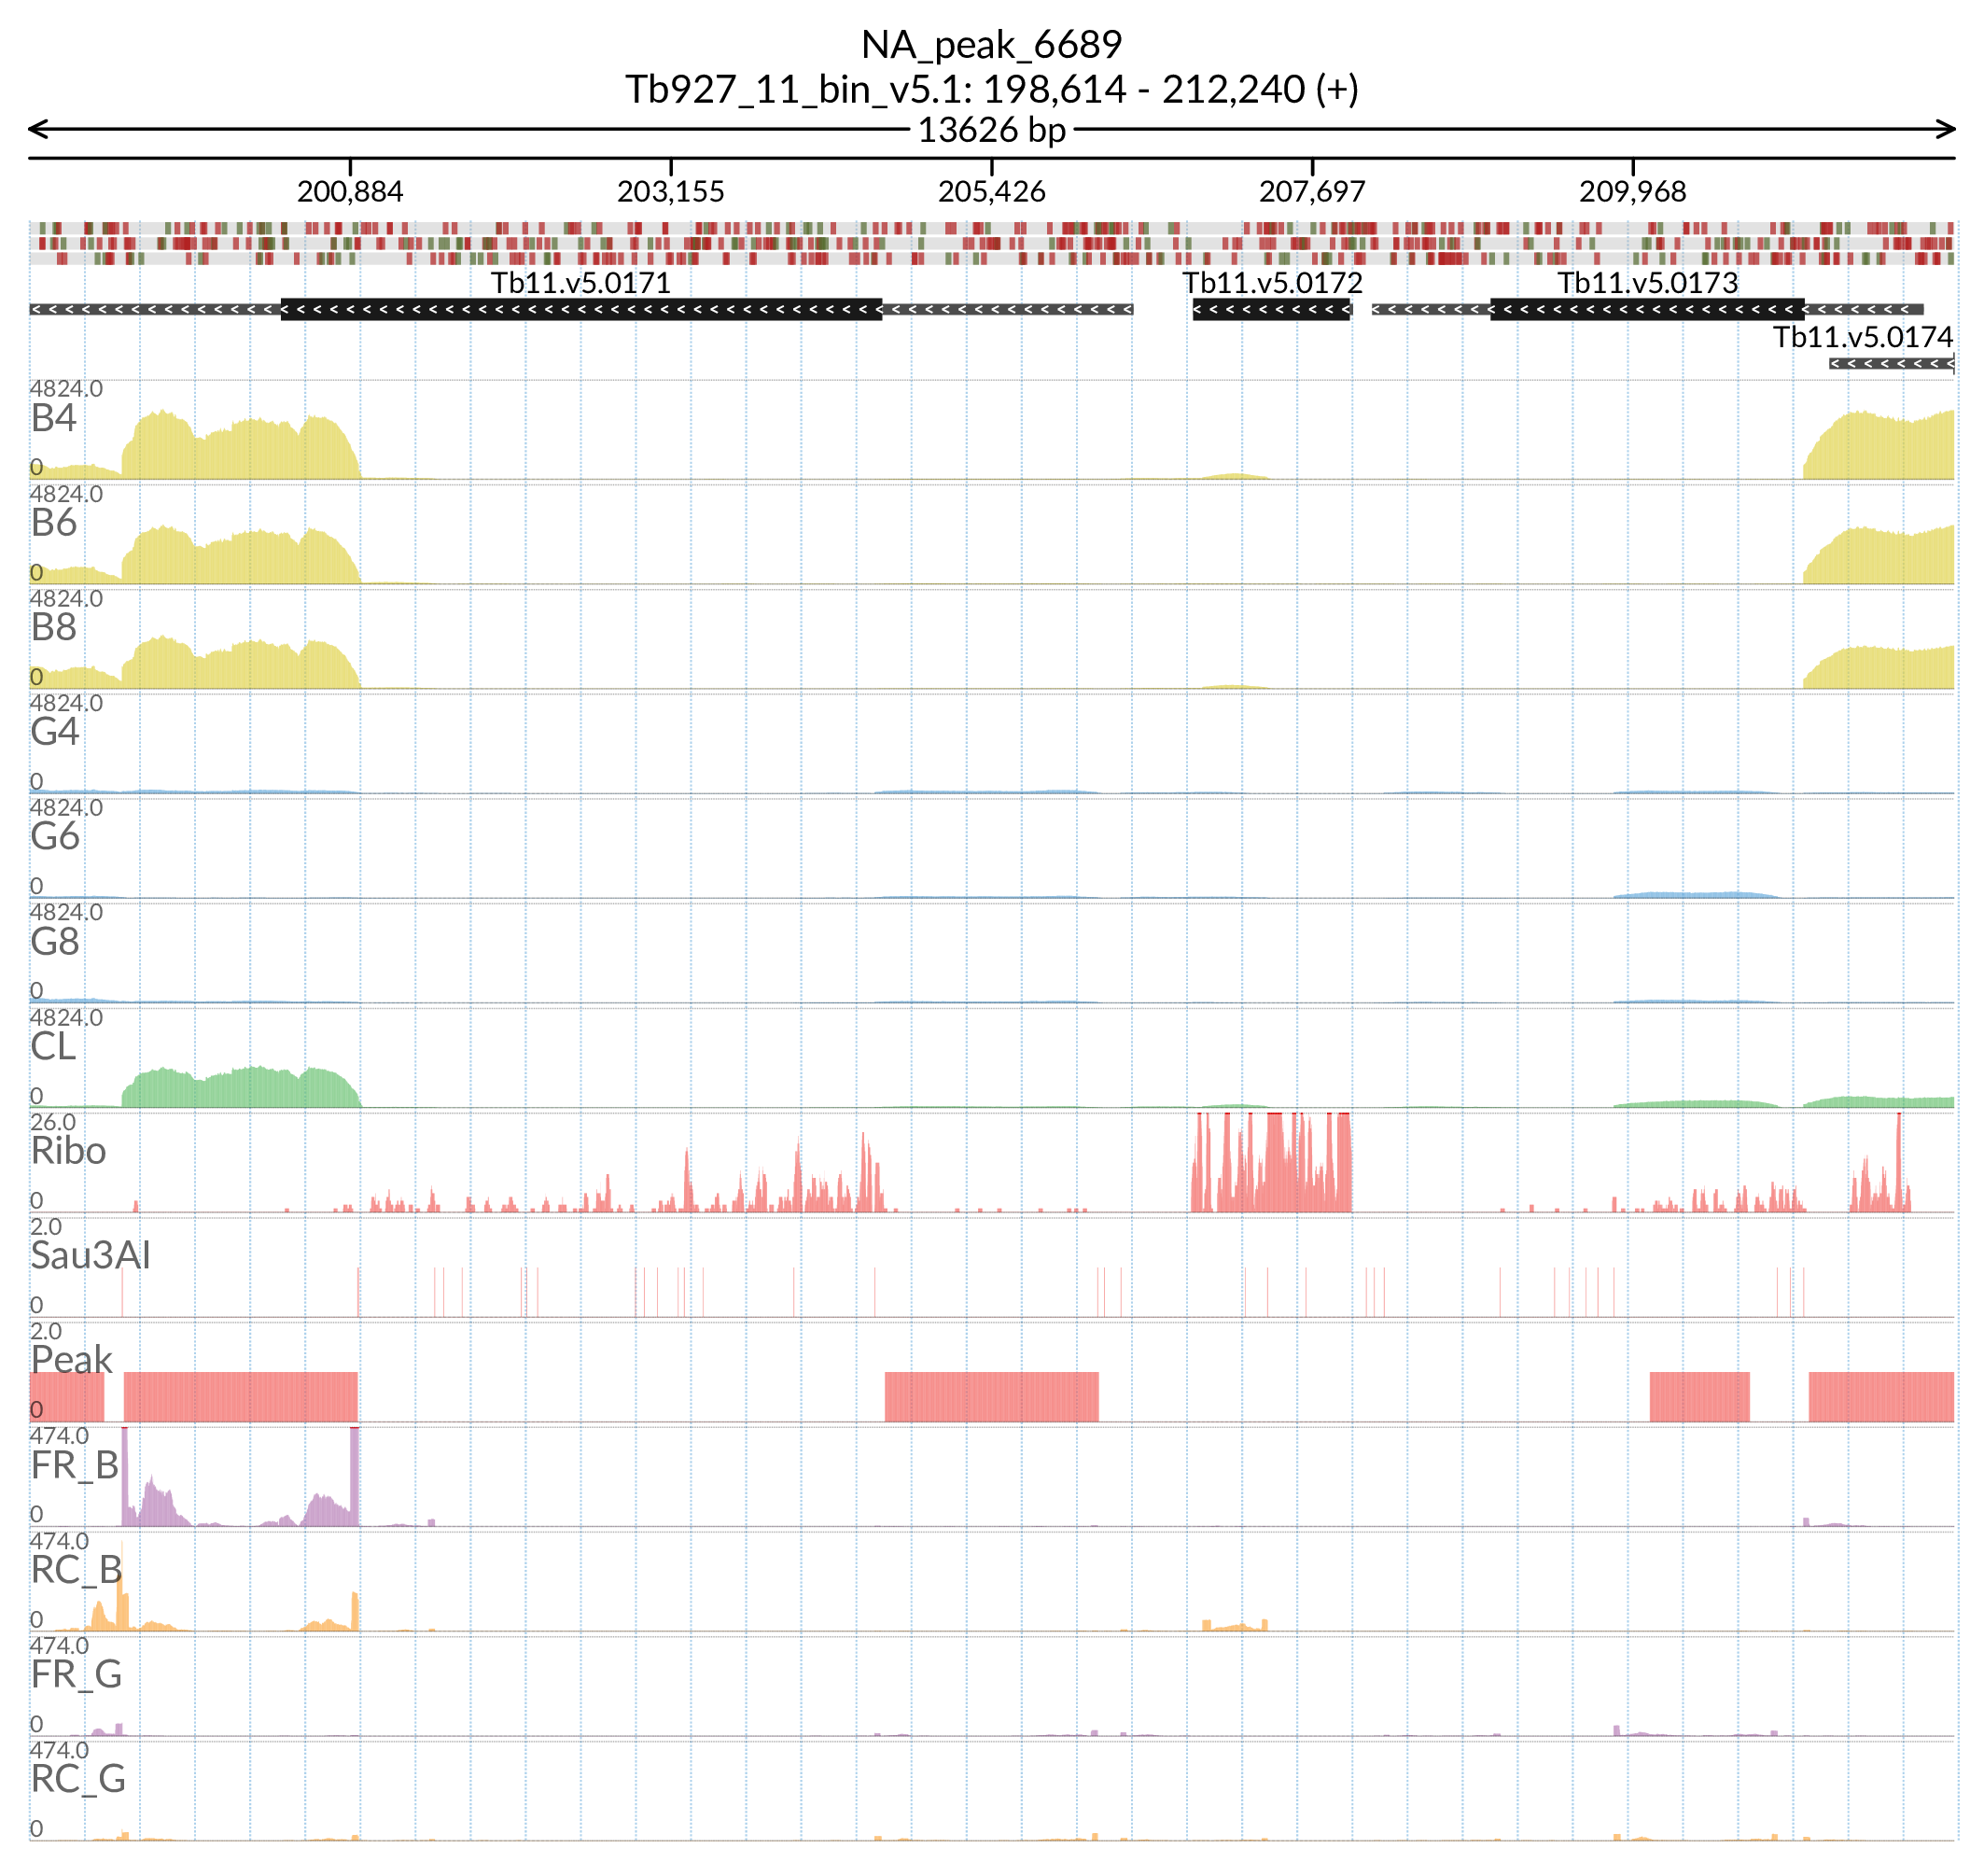 NA_peak_6689
Tb927_11_bin_v5.1: 198,614 - 212,240 (+)
13626 bp
200,884 203,155 205,426 207,697 209,968
Tb11.v5.0171 Tb11.v5.0172 Tb11.v5.0173
Tb11.v5.0174
4824.0
B4
0
4824.0
B6
0
4824.0
B8
0
4824.0
G4
0
4824.0
G6
0
4824.0
G8
0
4824.0
CL
0
26.0
Ribo
0
2.0
Sau3AI
0
2.0
Peak
0
474.0
FR_B
0
474.0
RC_B
0
474.0
FR_G
0
474.0
RC_G
0